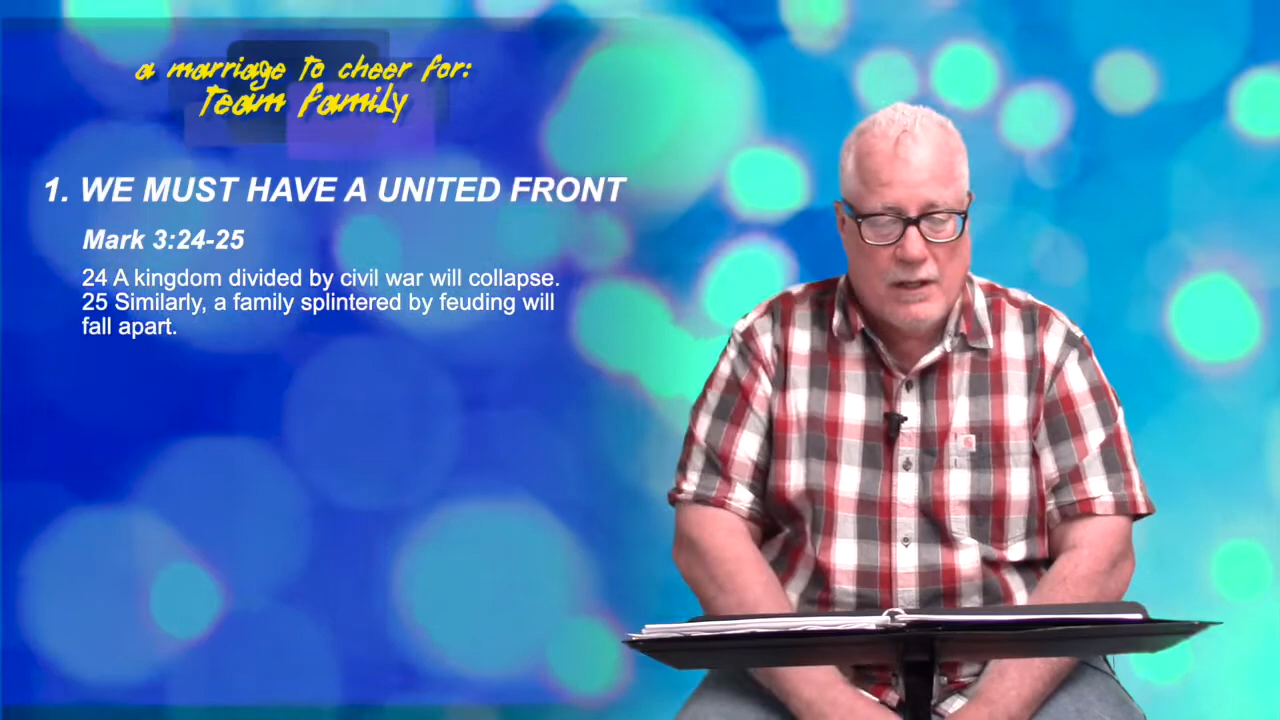 a marriage to cheer for:
Team family
1. WE MUST HAVE A UNITED FRONT
Mark 3:24-25
24 A kingdom divided by civil war will collapse.
25 Similarly, a family splintered by feuding will
fall apart.